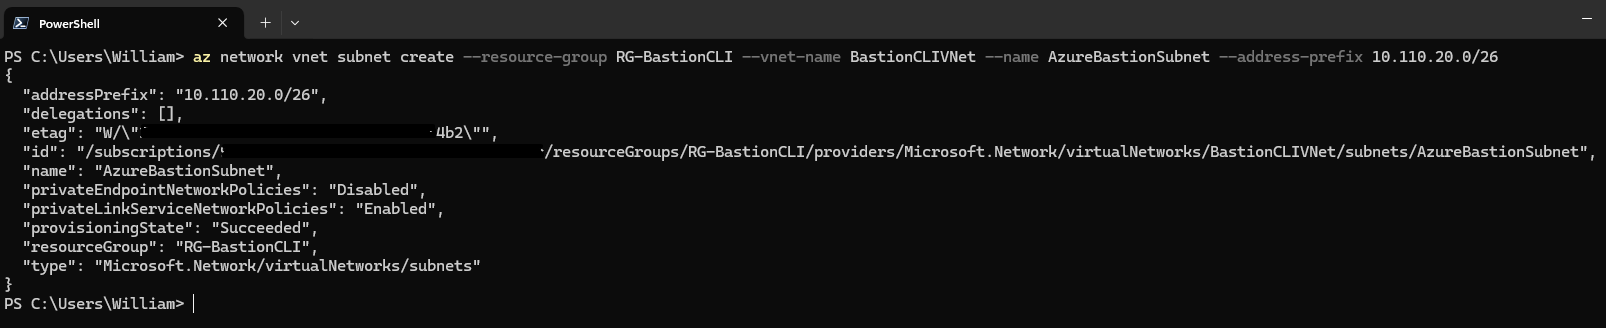 PowerShell
PS C:\Users\William> az network vnet subnet create --resource-group RG-BastionCLI --vnet-name BastionCLIVNet --name AzureBastionSubnet --address-prefix 10.110.20.0/26
{
  "addressPrefix": "10.110.20.0/26",
  "delegations": [],
  "etag": "W/\" 4b2\"",
  "id": "/subscriptions/ /resourceGroups/RG-BastionCLI/providers/Microsoft.Network/virtualNetworks/BastionCLIVNet/subnets/AzureBastionSubnet",
  "name": "AzureBastionSubnet",
  "privateEndpointNetworkPolicies": "Disabled",
  "privateLinkServiceNetworkPolicies": "Enabled",
  "provisioningState": "Succeeded",
  "resourceGroup": "RG-BastionCLI",
  "type": "Microsoft.Network/virtualNetworks/subnets"
}
PS C:\Users\William>